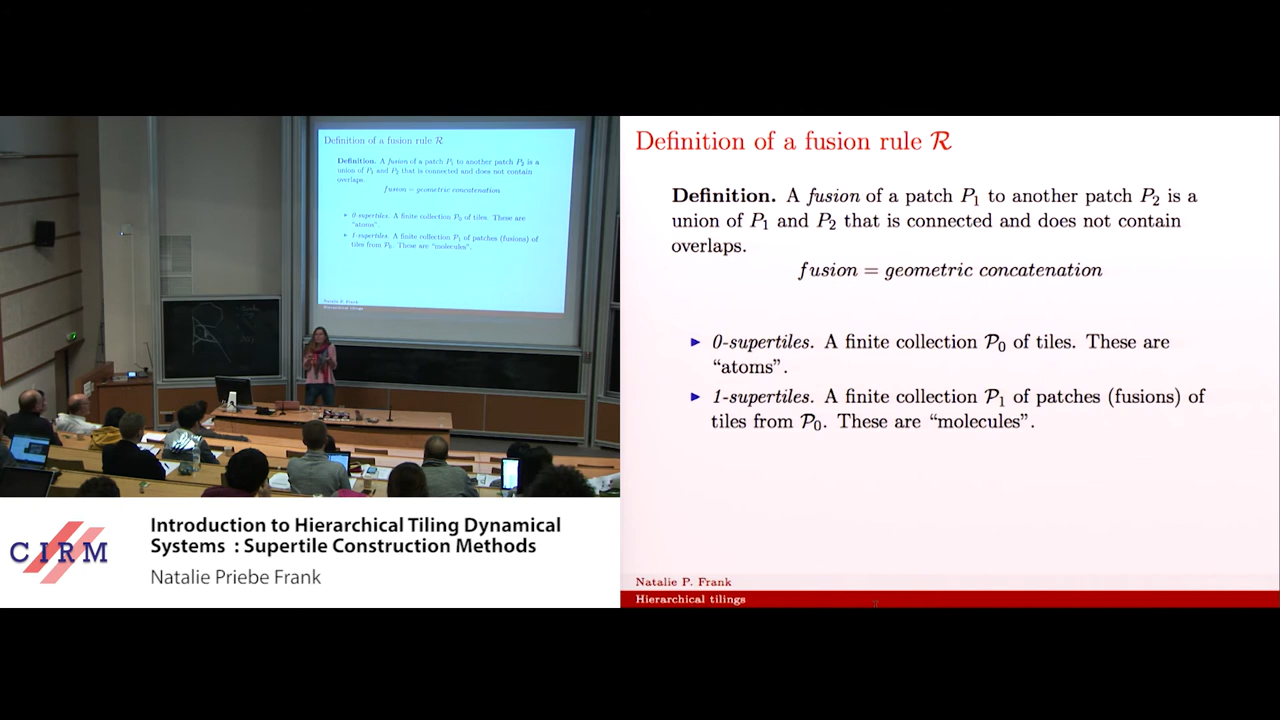 Definition of a fusion rule R
Definition. A fusion of a patch P1 to another patch P2 is a
union of P1 and P2 that is connected and does not contain
overlaps.
fusion = geometric concatenation
► 0-supertiles. A finite collection P0 of tiles. These are
"atoms".
► 1-supertiles. A finite collection P1 of patches (fusions) of
tiles from P0. These are "molecules".
Natalie P. Frank
Hierarchical tilings
Definition of a fusion rule ℛ
Definition. A fusion of a patch P₁ to another patch P₂ is a
union of P₁ and P₂ that is connected and does not contain
overlaps.
fusion = geometric concatenation
► 0-supertiles. A finite collection 𝒫₀ of tiles. These are
“atoms”.
► 1-supertiles. A finite collection 𝒫₁ of patches (fusions) of
tiles from 𝒫₀. These are “molecules”.
Natalie P. Frank
Hierarchical tilings
CIRM
Introduction to Hierarchical Tiling Dynamical
Systems : Supertile Construction Methods
Natalie Priebe Frank